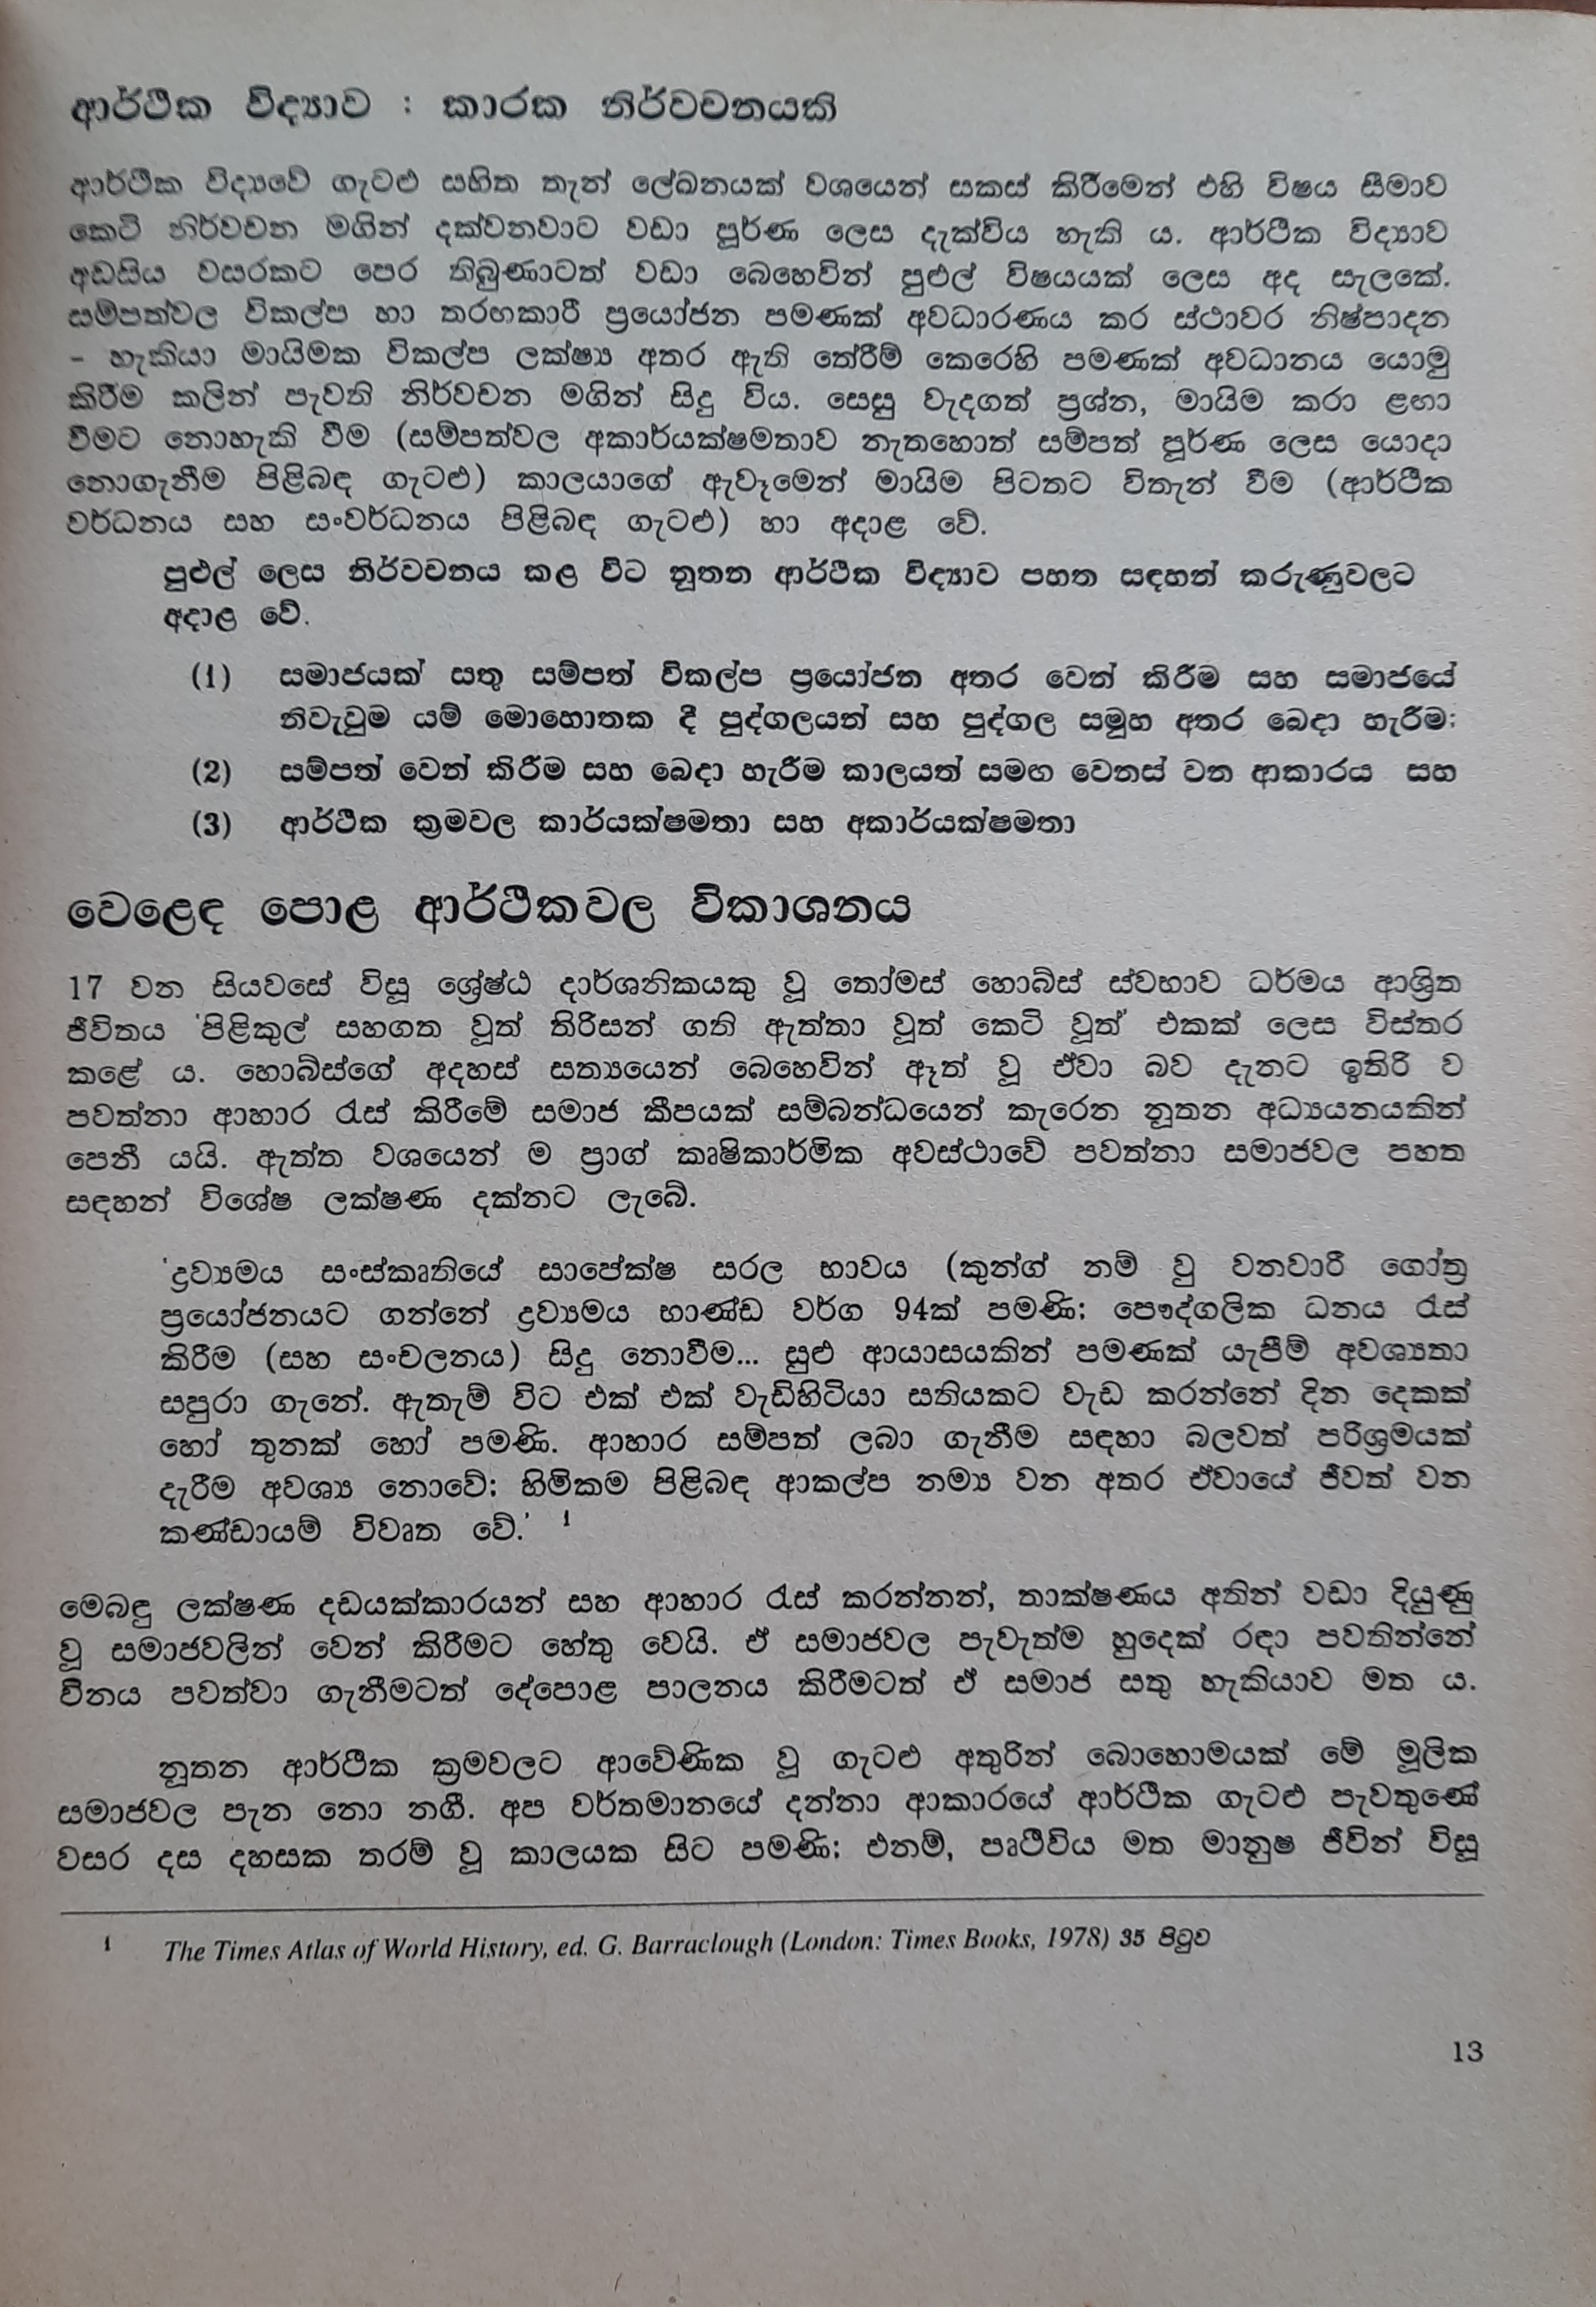 ආර්ථික විද්‍යාව : කාරක නිර්වචනයකි
ආර්ථික විද්‍යාවේ ගැටළු සහිත තැන් ලේඛනයක් වශයෙන් සකස් කිරීමෙන් එහි විෂය සීමාව
කෙටි නිර්වචන මගින් දක්වනවාට වඩා පූර්ණ ලෙස දැක්විය හැකි ය. ආර්ථික විද්‍යාව
අඩසිය වසරකට පෙර තිබුණාටත් වඩා බෙහෙවින් පුළුල් විෂයයක් ලෙස අද සැලකේ.
සම්පත්වල විකල්ප හා තරඟකාරී ප්‍රයෝජන පමණක් අවධාරණය කර ස්ථාවර නිෂ්පාදන
– හැකියා මායිමක විකල්ප ලක්ෂ්‍ය අතර ඇති තේරීම් කෙරෙහි පමණක් අවධානය යොමු
කිරීම කලින් පැවති නිර්වචන මගින් සිදු විය. සෙසු වැදගත් ප්‍රශ්න, මායිම කරා ළඟා
වීමට නොහැකි වීම (සම්පත්වල අකාර්යක්ෂමතාව නැතහොත් සම්පත් පූර්ණ ලෙස යොදා
නොගැනීම පිළිබඳ ගැටළු) කාලයාගේ ඇවෑමෙන් මායිම පිටතට විතැන් වීම (ආර්ථික
වර්ධනය සහ සංවර්ධනය පිළිබඳ ගැටළු) හා අදාළ වේ.
පුළුල් ලෙස නිර්වචනය කළ විට නූතන ආර්ථික විද්‍යාව පහත සඳහන් කරුණුවලට
අදාළ වේ.
(1) සමාජයක් සතු සම්පත් විකල්ප ප්‍රයෝජන අතර වෙන් කිරීම සහ සමාජයේ
නිවැවුම යම් මොහොතක දී පුද්ගලයන් සහ පුද්ගල සමූහ අතර බෙදා හැරීම;
(2) සම්පත් වෙන් කිරීම සහ බෙදා හැරීම කාලයත් සමඟ වෙනස් වන ආකාරය සහ
(3) ආර්ථික ක්‍රමවල කාර්යක්ෂමතා සහ අකාර්යක්ෂමතා
වෙළෙඳ පොළ ආර්ථිකවල විකාශනය
17 වන සියවසේ විසූ ශ්‍රේෂ්ඨ දාර්ශනිකයකු වූ තෝමස් හොබ්ස් ස්වභාව ධර්මය ආශ්‍රිත
ජීවිතය 'පිළිකුල් සහගත වූත් තිරිසන් ගති ඇත්තා වූත් කෙටි වූත්' එකක් ලෙස විස්තර
කළේ ය. හොබ්ස්ගේ අදහස් සත්‍යයෙන් බෙහෙවින් ඈත් වූ ඒවා බව දැනට ඉතිරි ව
පවත්නා ආහාර රැස් කිරීමේ සමාජ කීපයක් සම්බන්ධයෙන් කැරෙන නූතන අධ්‍යයනයකින්
පෙනී යයි. ඇත්ත වශයෙන් ම ප්‍රාග් කෘෂිකාර්මික අවස්ථාවේ පවත්නා සමාජවල පහත
සඳහන් විශේෂ ලක්ෂණ දක්නට ලැබේ.
'ද්‍රව්‍යමය සංස්කෘතියේ සාපේක්ෂ සරල භාවය (කුන්ග් නම් වු වනචාරී ගෝත්‍ර
ප්‍රයෝජනයට ගන්නේ ද්‍රව්‍යමය භාණ්ඩ වර්ග 94ක් පමණි; පෞද්ගලික ධනය රැස්
කිරීම (සහ සංචලනය) සිදු නොවීම... සුළු ආයාසයකින් පමණක් යැපීම් අවශ්‍යතා
සපුරා ගැනේ. ඇතැම් විට එක් එක් වැඩිහිටියා සතියකට වැඩ කරන්නේ දින දෙකක්
හෝ තුනක් හෝ පමණි. ආහාර සම්පත් ලබා ගැනීම සඳහා බලවත් පරිශ්‍රමයක්
දැරීම අවශ්‍ය නොවේ; හිමිකම පිළිබඳ ආකල්ප නම්‍ය වන අතර ඒවායේ ජීවත් වන
කණ්ඩායම් විවෘත වේ.' 1
මෙබඳු ලක්ෂණ දඩයක්කාරයන් සහ ආහාර රැස් කරන්නන්, තාක්ෂණය අතින් වඩා දියුණු
වූ සමාජවලින් වෙන් කිරීමට හේතු වෙයි. ඒ සමාජවල පැවැත්ම හුදෙක් රඳා පවතින්නේ
විනය පවත්වා ගැනීමටත් දේපොළ පාලනය කිරීමටත් ඒ සමාජ සතු හැකියාව මත ය.
නූතන ආර්ථික ක්‍රමවලට ආවේණික වූ ගැටළු අතුරින් බොහොමයක් මේ මූලික
සමාජවල පැන නො නගී. අප වර්තමානයේ දන්නා ආකාරයේ ආර්ථික ගැටළු පැවතුණේ
වසර දස දහසක තරම් වූ කාලයක සිට පමණි; එනම්, පෘථිවිය මත මානුෂ ජීවින් විසූ
1 The Times Atlas of World History, ed. G. Barraclough (London: Times Books, 1978) 35 පිටුව
13